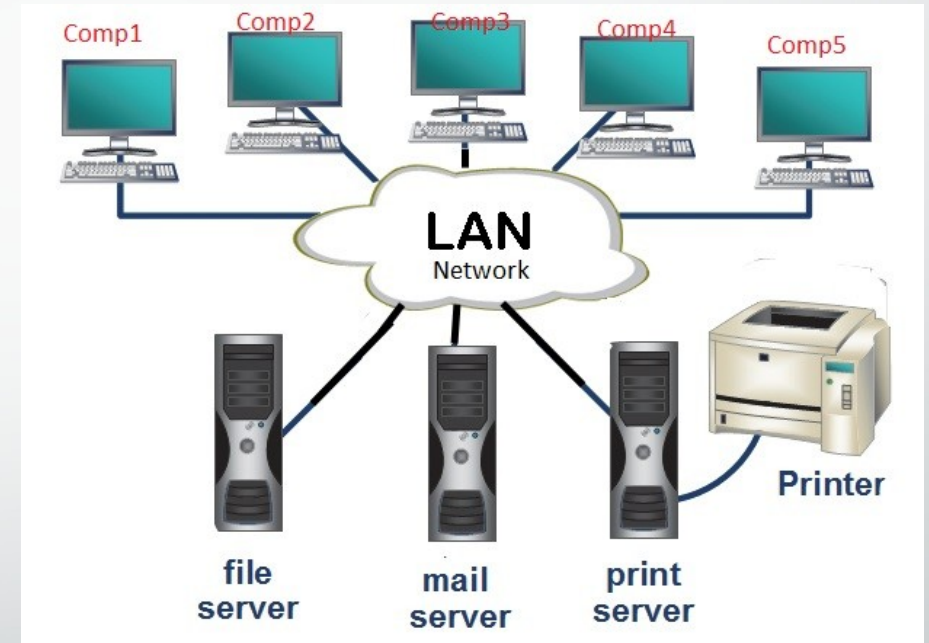 Comp1
Comp2
Comp3
Comp4
Comp5
LAN
Network
Printer
file
server
mail
server
print
server